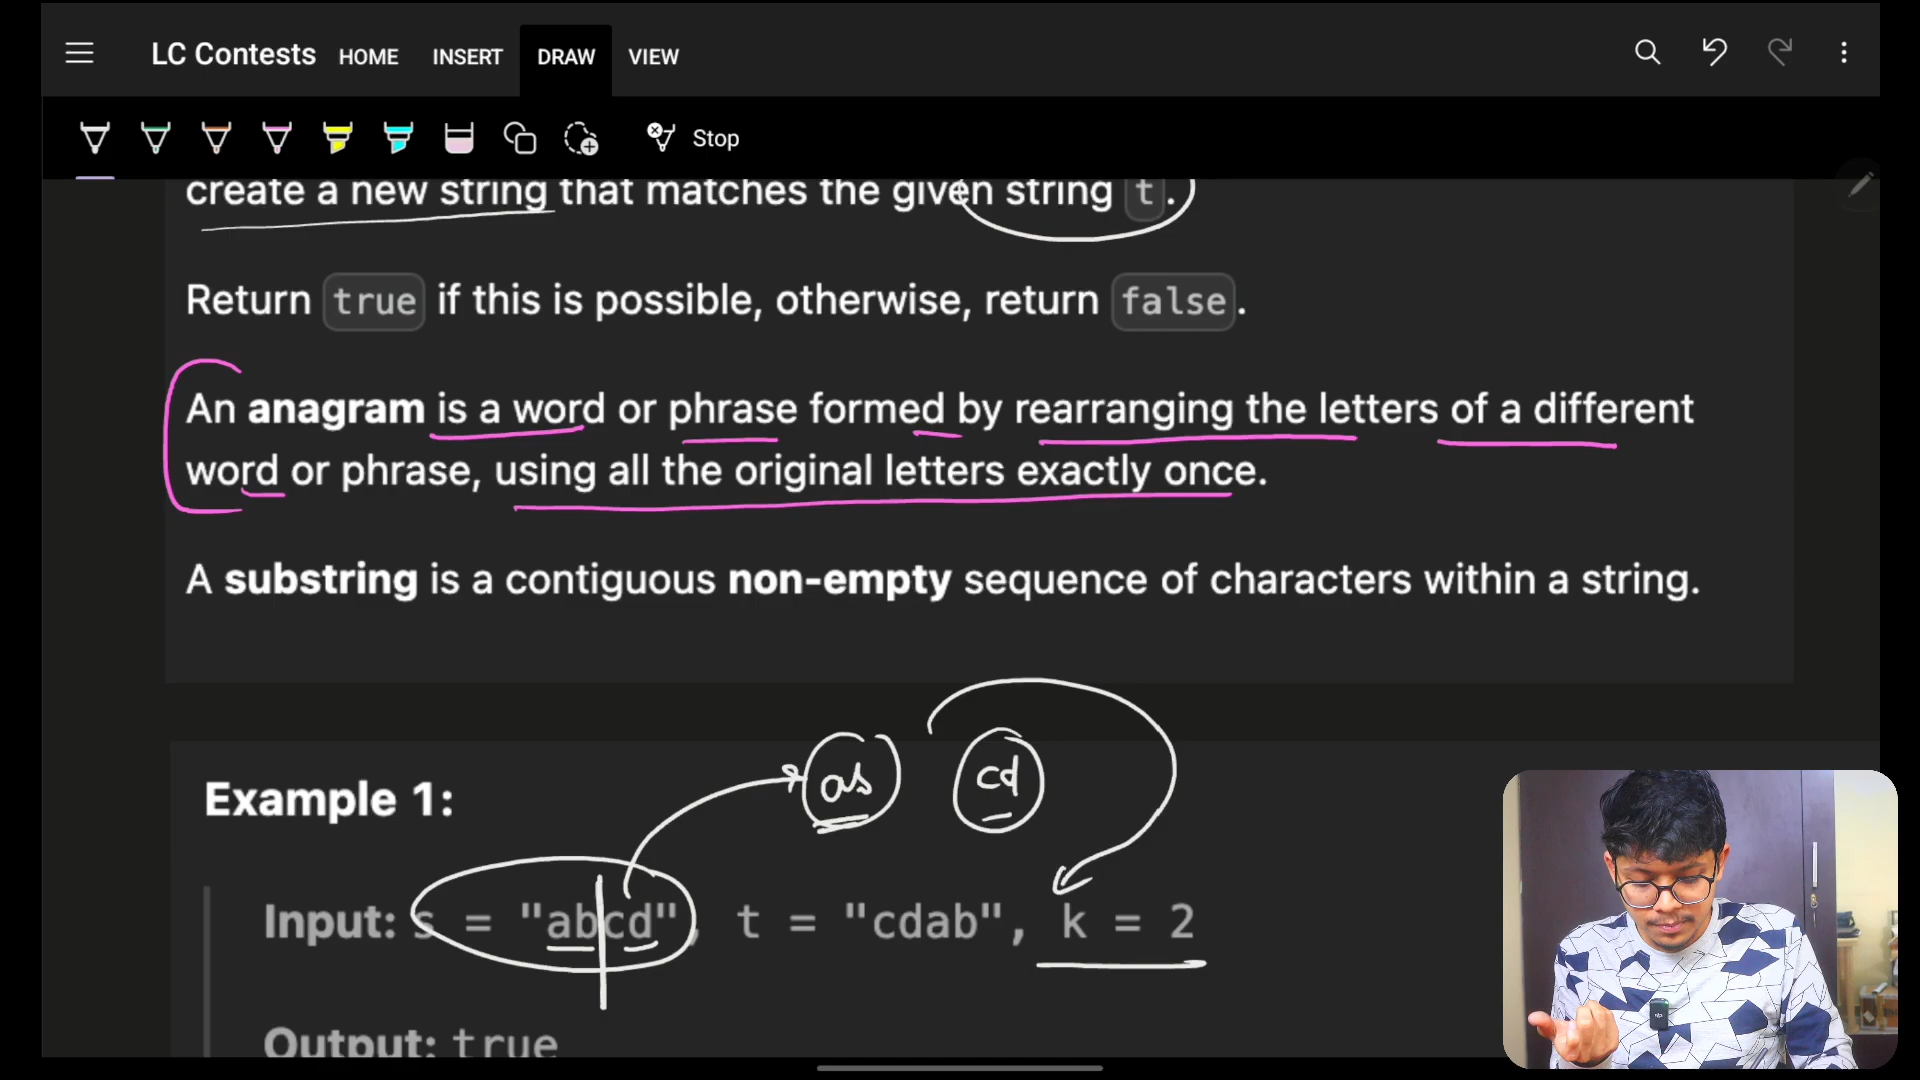 LC Contests HOME INSERT DRAW VIEW
Stop
create a new string that matches the given string t.
Return true if this is possible, otherwise, return false.
An anagram is a word or phrase formed by rearranging the letters of a different
word or phrase, using all the original letters exactly once.
A substring is a contiguous non-empty sequence of characters within a string.
cd
Example 1:
Input: s = "abcd", t = "cdab", k = 2
Output: true